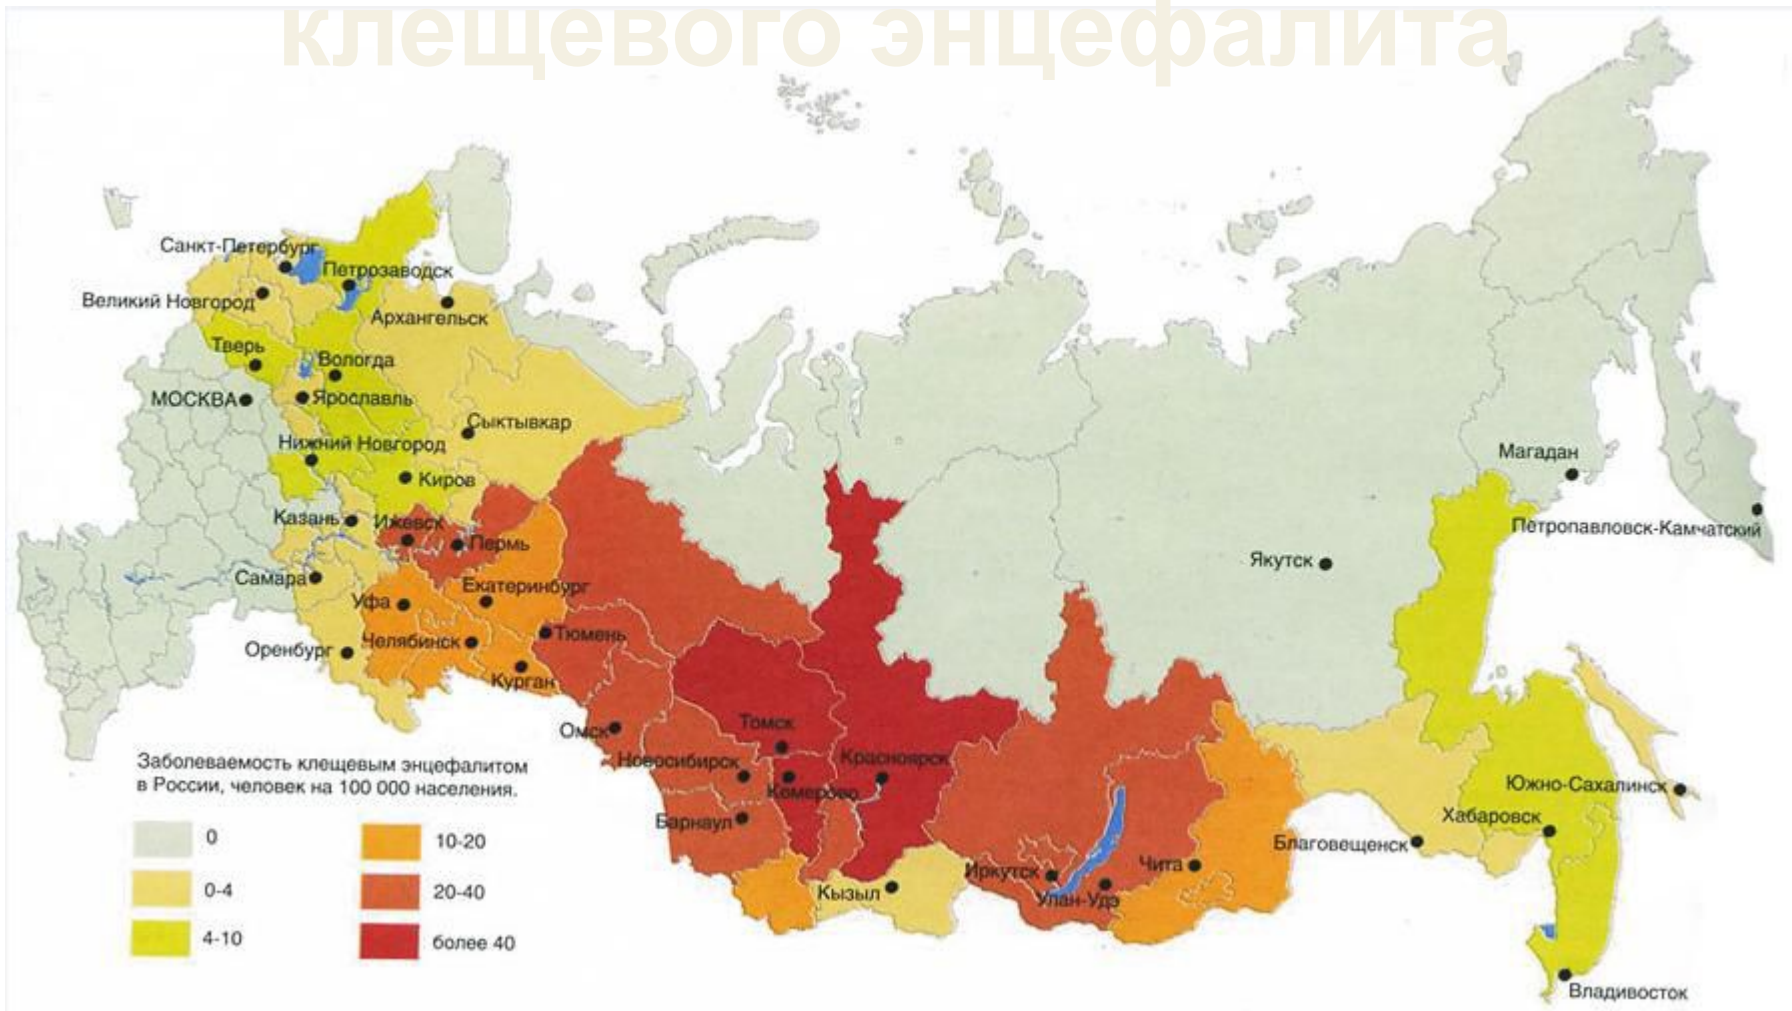 клещевого энцефалита
Санкт-Петербург
Петрозаводск
Великий Новгород
Архангельск
Тверь
Вологда
МОСКВА
Ярославль
Сыктывкар
Нижний Новгород
Киров
Магадан
Казань
Ижевск
Петропавловск-Камчатский
Пермь
Якутск
Самара
Екатеринбург
Уфа
Тюмень
Челябинск
Оренбург
Курган
Томск
Омск
Новосибирск
Красноярск
Кемерово
Южно-Сахалинск
Барнаул
Хабаровск
Благовещенск
Чита
Иркутск
Кызыл
Улан-Удэ
Владивосток
Заболеваемость клещевым энцефалитом
в России, человек на 100 000 населения.
0
0-4
4-10
10-20
20-40
более 40